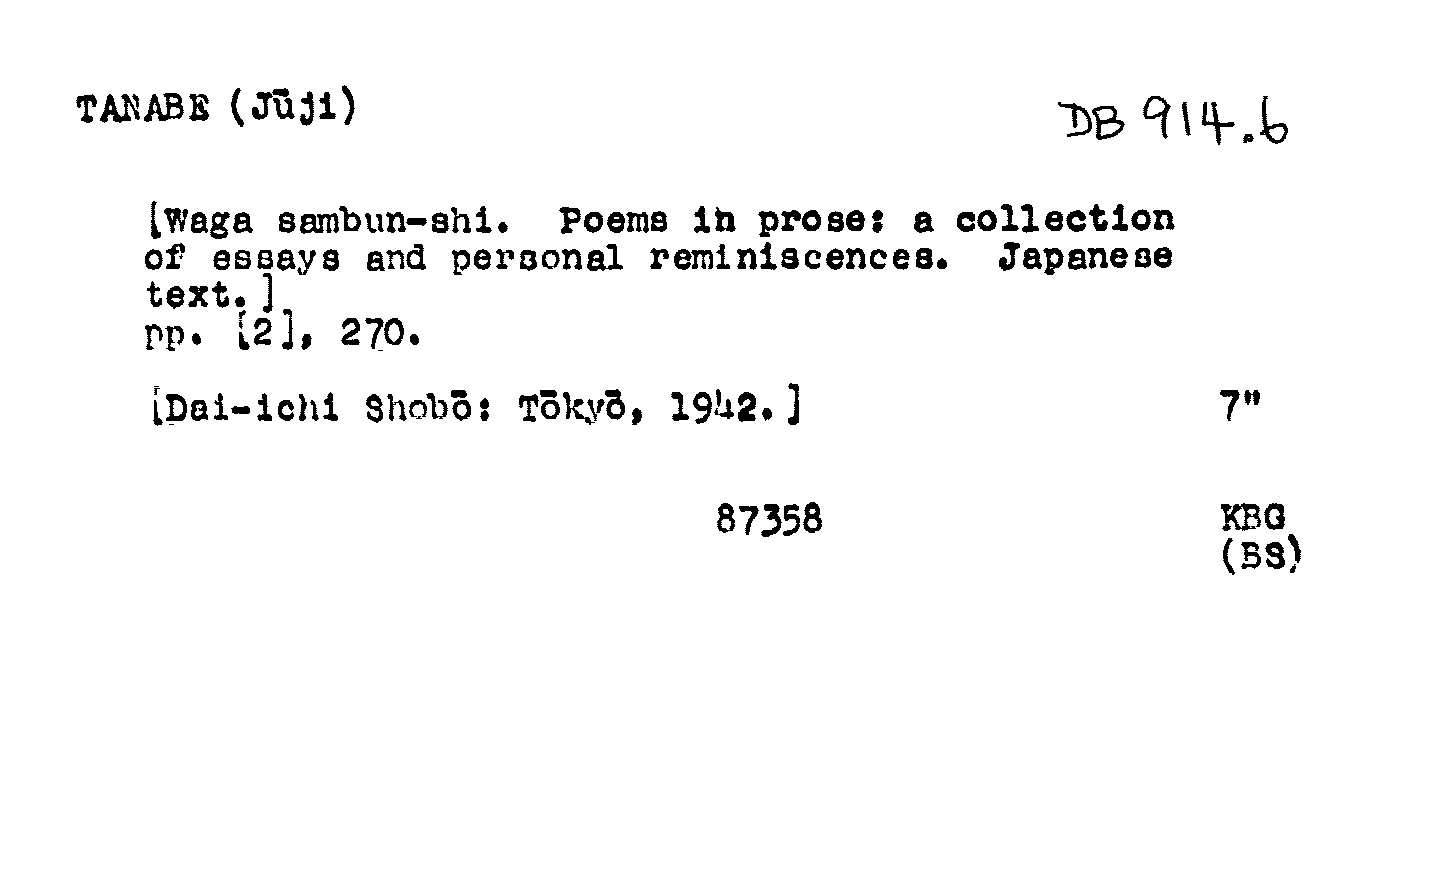 TANABE (Jūji)
DB 914.6
[Waga sambun-shi. Poems in prose: a collection
of essays and personal reminiscences. Japanese
text.]
pp. [2], 270.
[Dai-ichi Shobō: Tōkyō, 1942.]
7"
87358
KBG
(BS)